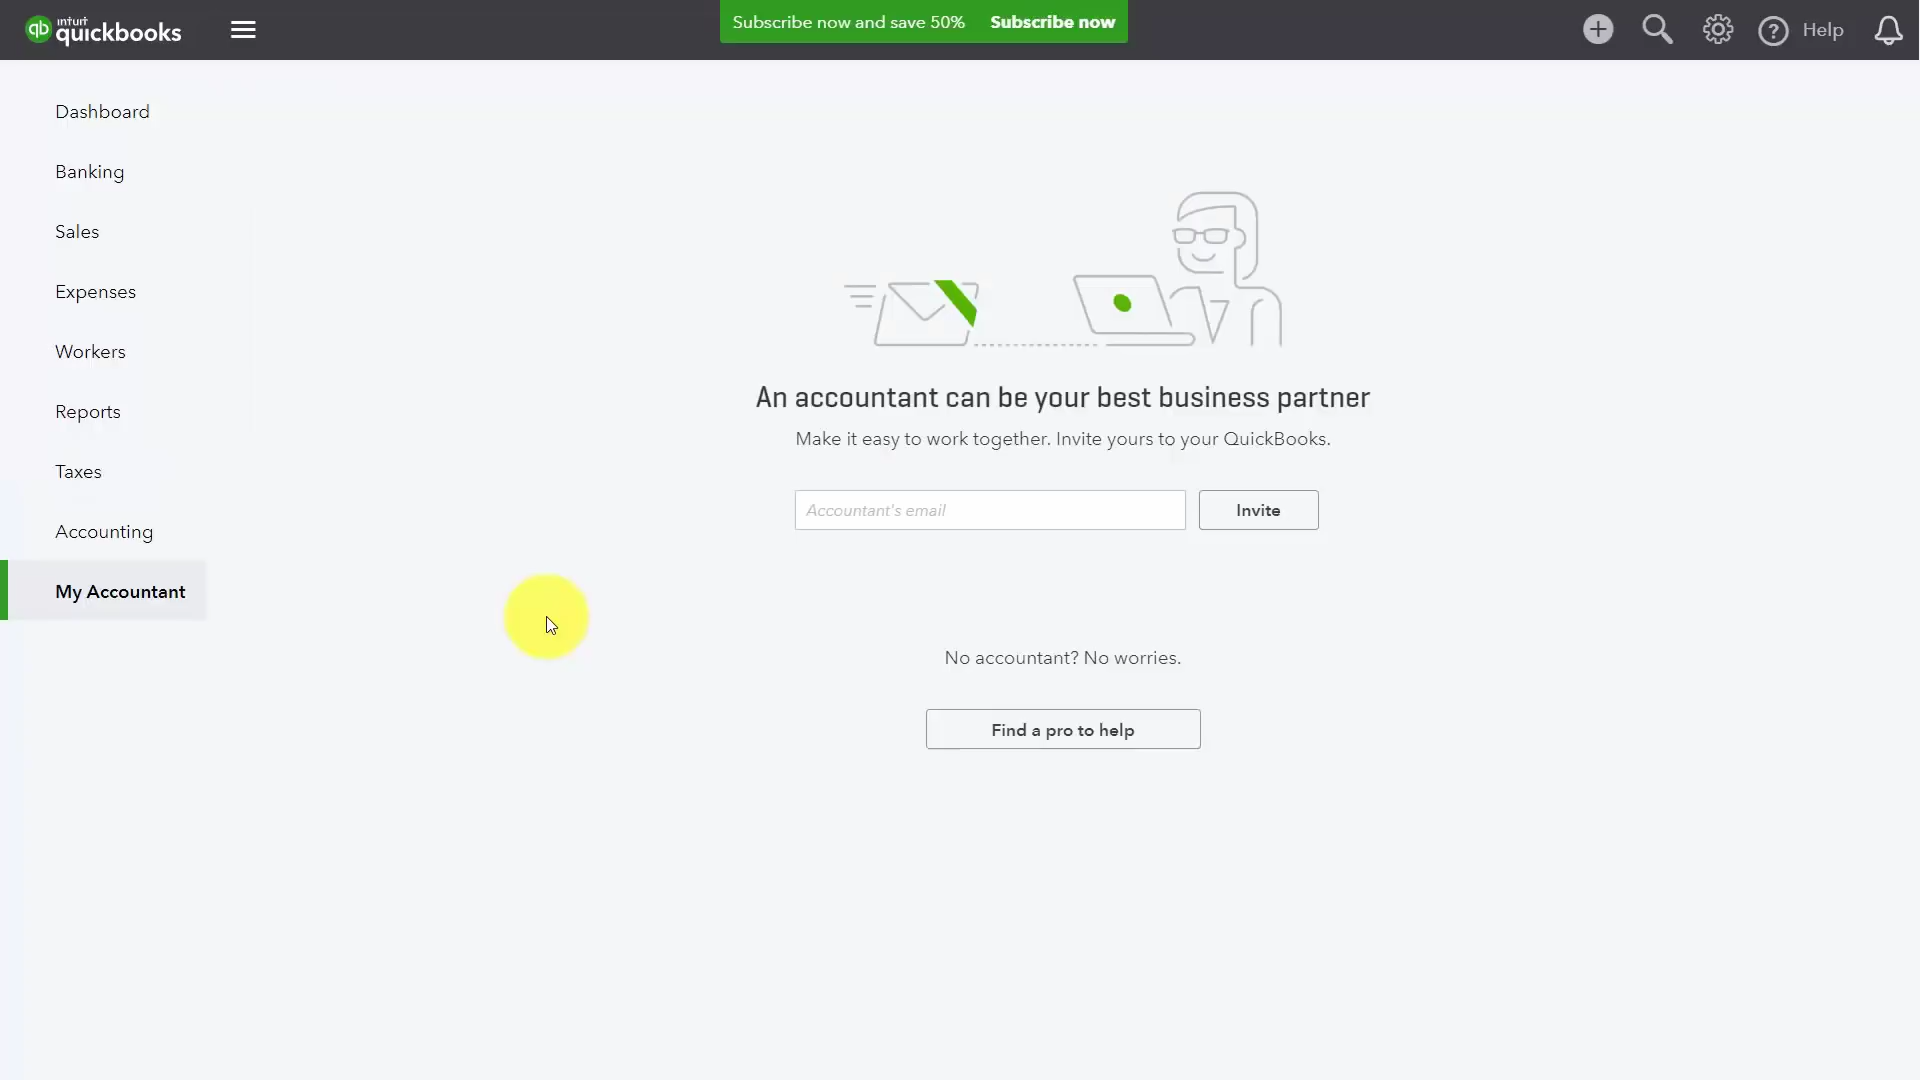 intuit
qb quickbooks
Subscribe now and save 50% Subscribe now
Help
Dashboard
Banking
Sales
Expenses
Workers
Reports
Taxes
Accounting
My Accountant
An accountant can be your best business partner
Make it easy to work together. Invite yours to your QuickBooks.
Accountant's email
Invite
No accountant? No worries.
Find a pro to help